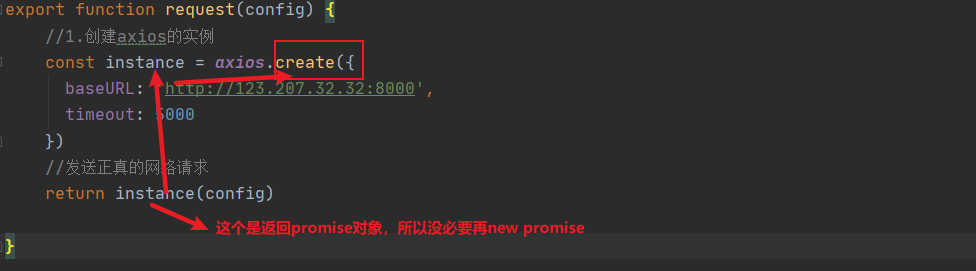 export function request(config) {
//1.创建axios的实例
const instance = axios.create({
baseURL: 'http://123.207.32.32:8000',
timeout: 5000
})
//发送正真的网络请求
return instance(config)
这个是返回promise对象，所以没必要再new promise
}